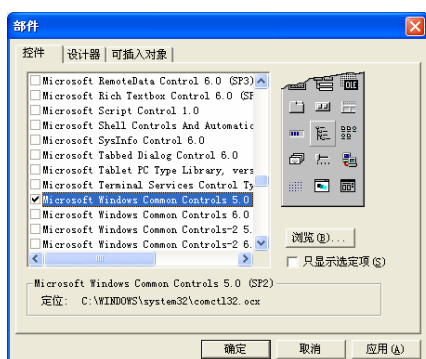 部件
控件 设计器 可插入对象
Microsoft RemoteData Control 6.0 (SP3)
Microsoft Rich Textbox Control 6.0 (SP
Microsoft Script Control 1.0
Microsoft Shell Controls And Automatic
Microsoft SysInfo Control 6.0
Microsoft Tabbed Dialog Control 6.0
Microsoft Tablet PC Type Library, vers
Microsoft Terminal Services Control Ty
Microsoft Windows Common Controls 5.0
Microsoft Windows Common Controls 6.0
Microsoft Windows Common Controls-2 5.
Microsoft Windows Common Controls-2 6.
OLE
浏览(B)...
只显示选定项(S)
Microsoft Windows Common Controls 5.0 (SP2)
定位: C:\WINDOWS\system32\comctl32.ocx
确定 取消 应用(A)